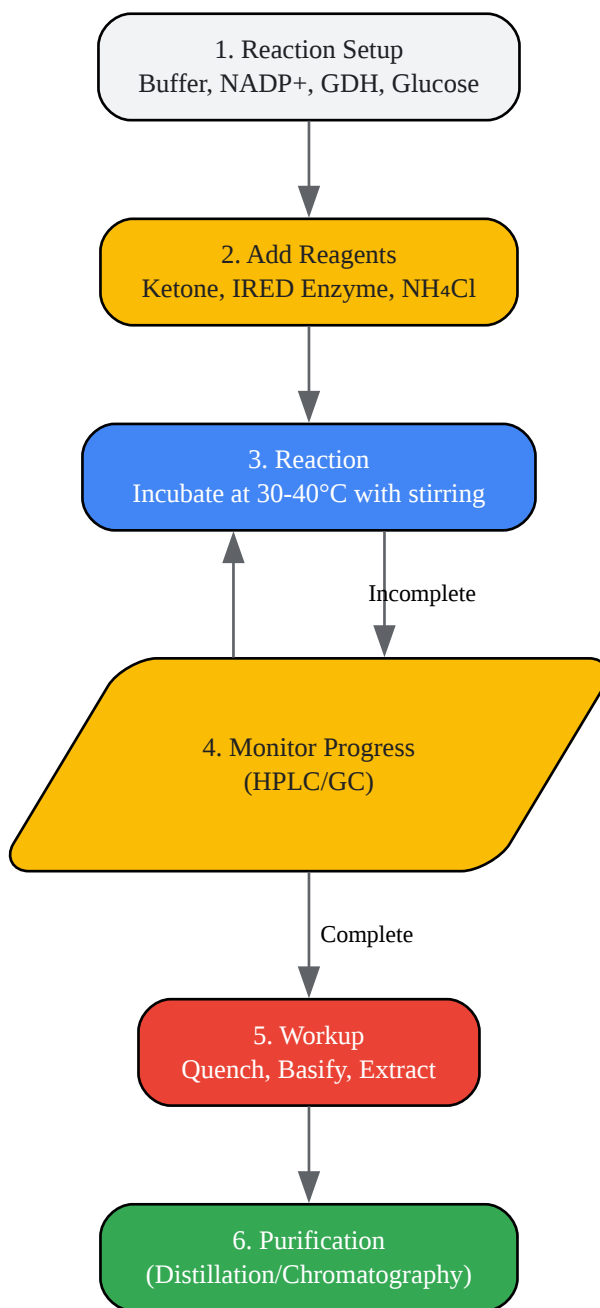 1. Reaction Setup
Buffer, NADP+, GDH, Glucose
2. Add Reagents
Ketone, IRED Enzyme, NH₄Cl
3. Reaction
Incubate at 30-40°C with stirring
Incomplete
4. Monitor Progress
(HPLC/GC)
Complete
5. Workup
Quench, Basify, Extract
6. Purification
(Distillation/Chromatography)